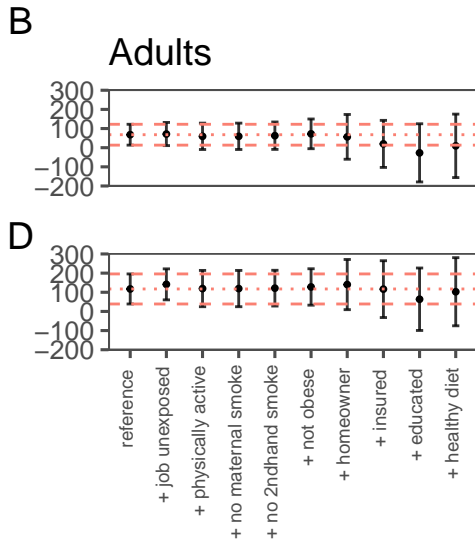 B
Adults
300
200
100
0
−100
−200
D
300
200
100
0
−100
−200
reference
+ job unexposed
+ physically active
+ no maternal smoke
+ no 2ndhand smoke
+ not obese
+ homeowner
+ insured
+ educated
+ healthy diet